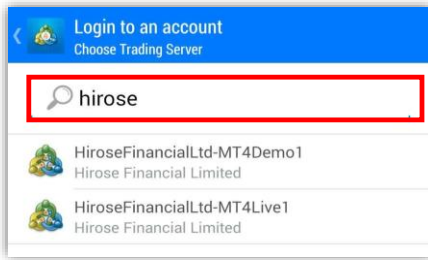 Login to an account
Choose Trading Server
hirose
HiroseFinancialLtd-MT4Demo1
Hirose Financial Limited
HiroseFinancialLtd-MT4Live1
Hirose Financial Limited